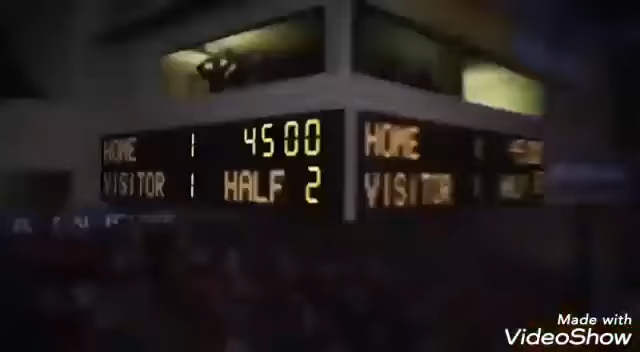 HOME 1 4500
VISITOR 1 HALF 2
HOME
VISITOR
Made with
VideoShow